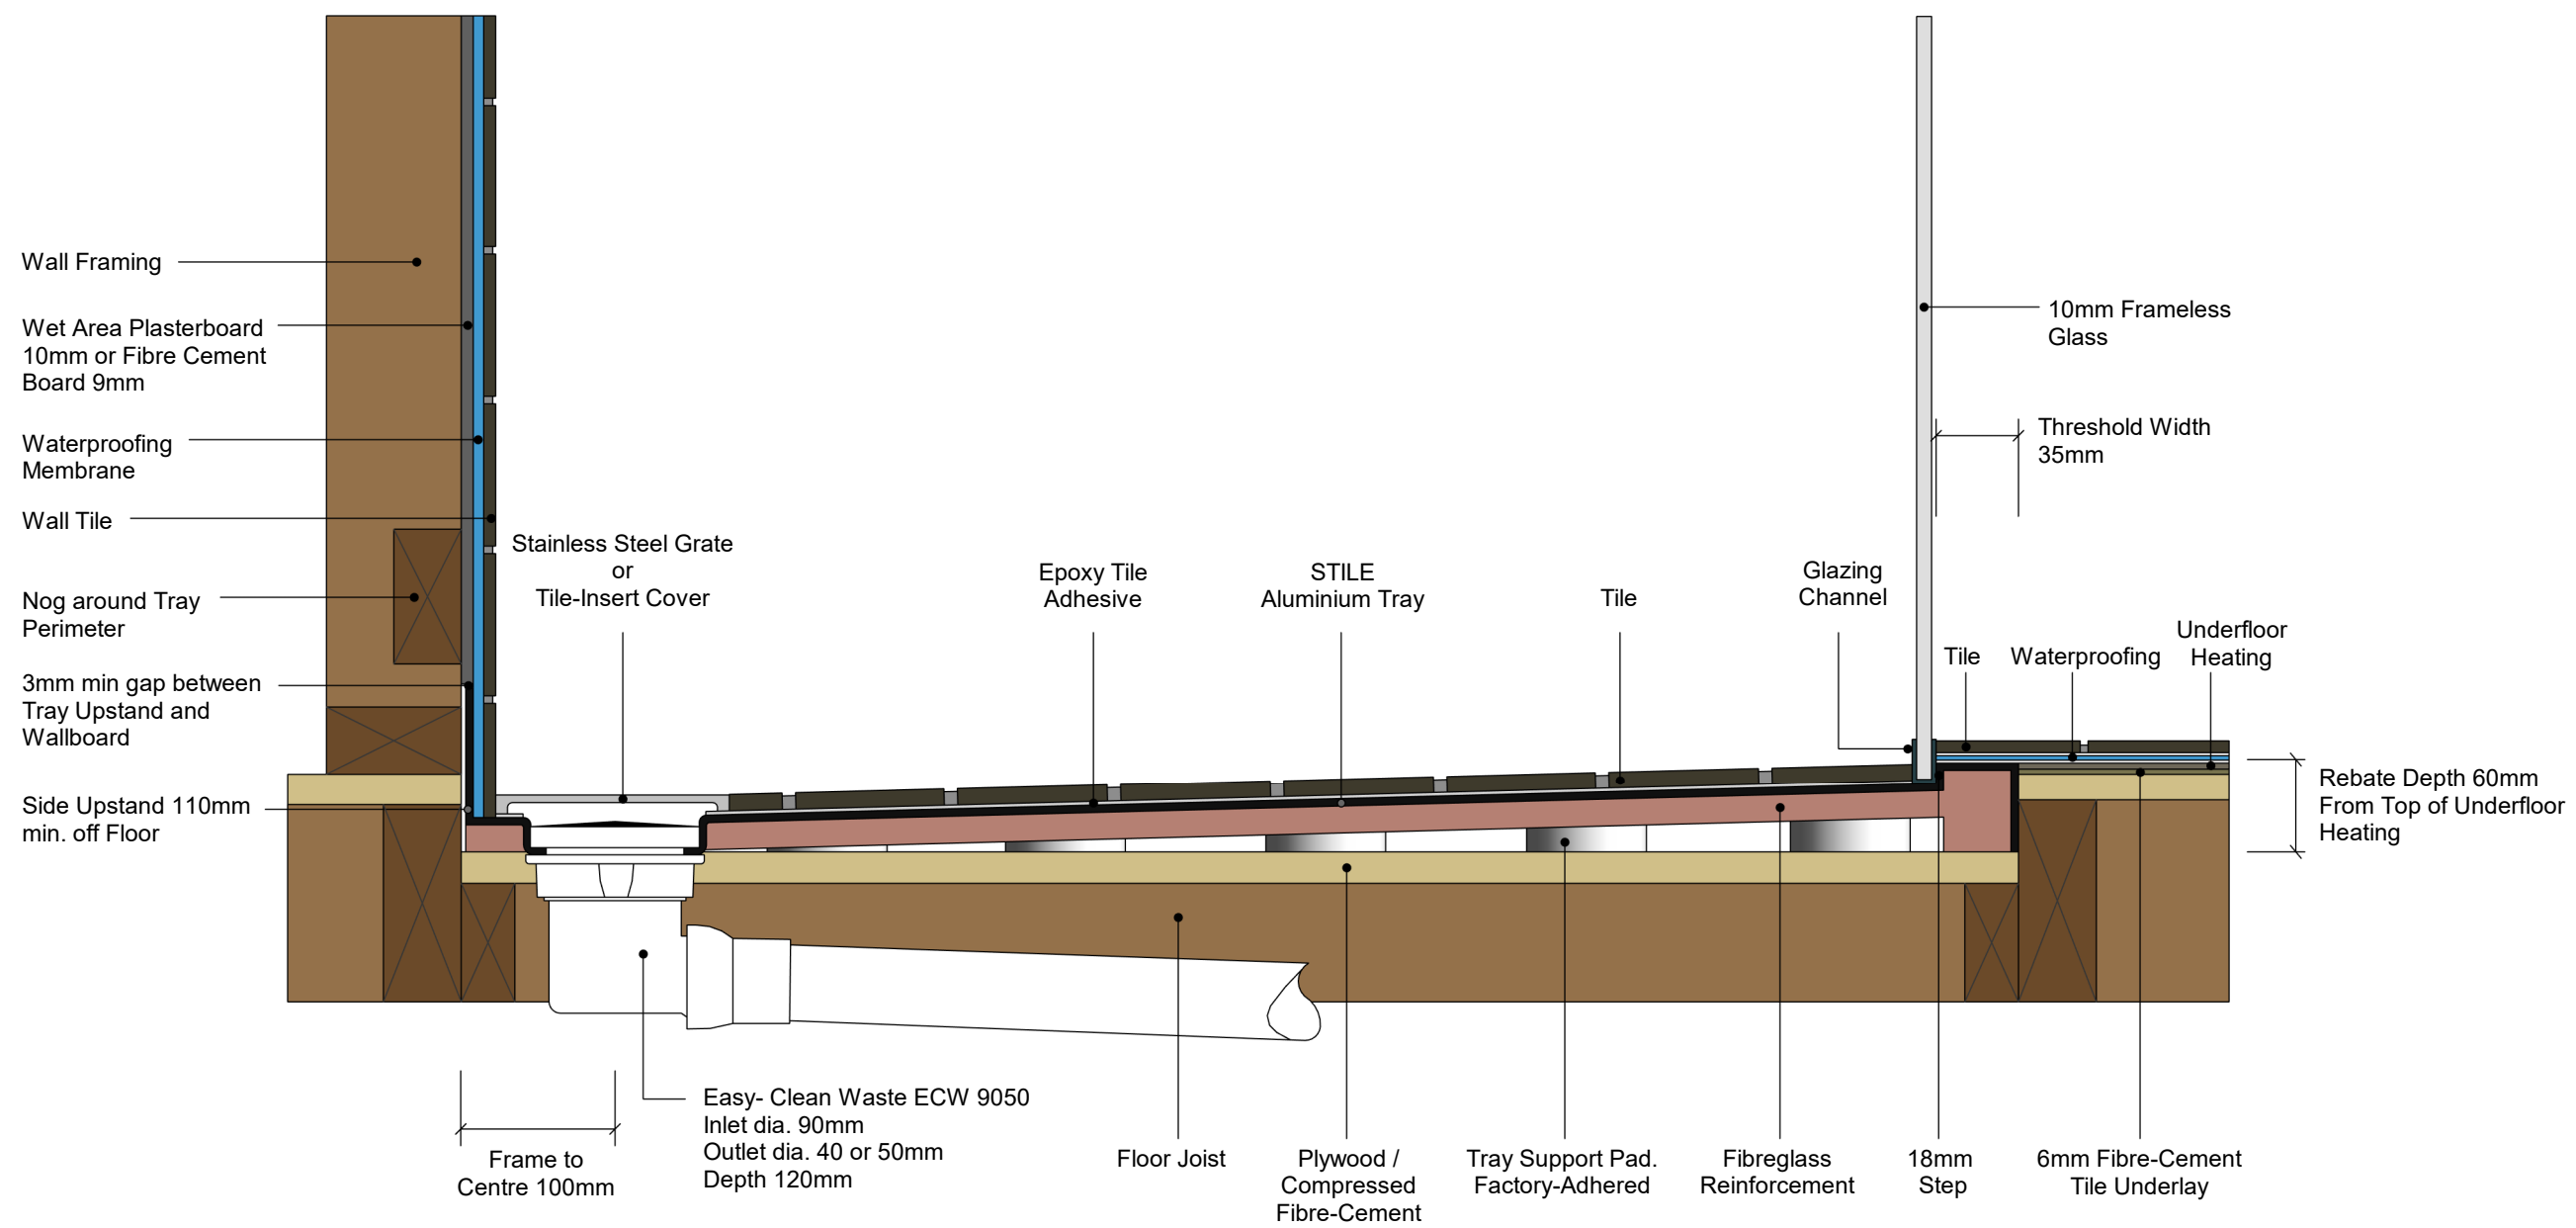 Wall Framing
Wet Area Plasterboard
10mm or Fibre Cement
Board 9mm
Waterproofing
Membrane
Wall Tile
Nog around Tray
Perimeter
3mm min gap between
Tray Upstand and
Wallboard
Side Upstand 110mm
min. off Floor
Stainless Steel Grate
or
Tile-Insert Cover
Epoxy Tile
Adhesive
STILE
Aluminium Tray
Tile
Glazing
Channel
10mm Frameless
Glass
Threshold Width
35mm
Tile
Waterproofing
Underfloor
Heating
Rebate Depth 60mm
From Top of Underfloor
Heating
Frame to
Centre 100mm
Easy- Clean Waste ECW 9050
Inlet dia. 90mm
Outlet dia. 40 or 50mm
Depth 120mm
Floor Joist
Plywood /
Compressed
Fibre-Cement
Tray Support Pad.
Factory-Adhered
Fibreglass
Reinforcement
18mm
Step
6mm Fibre-Cement
Tile Underlay